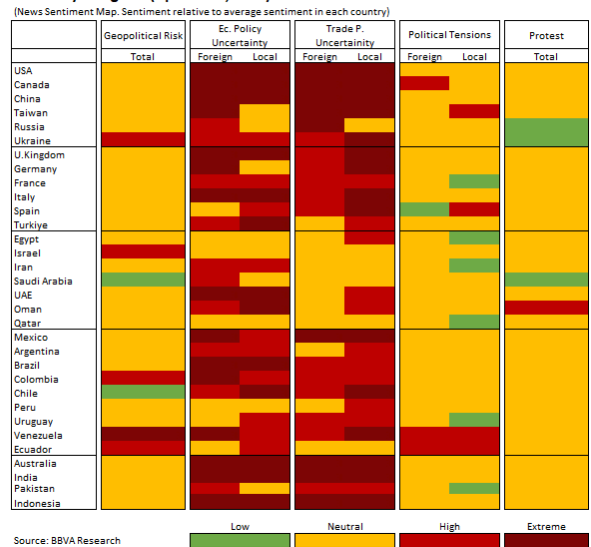 (News Sentiment Map. Sentiment relative to average sentiment in each country)
Geopolitical Risk Ec. Policy Uncertainty Trade P. Uncertainty Political Tensions Protest
Total Foreign Local Foreign Local Foreign Local Total
USA
Canada
China
Taiwan
Russia
Ukraine
U.Kingdom
Germany
France
Italy
Spain
Turkiye
Egypt
Israel
Iran
Saudi Arabia
UAE
Oman
Qatar
Mexico
Argentina
Brazil
Colombia
Chile
Peru
Uruguay
Venezuela
Ecuador
Australia
India
Pakistan
Indonesia
Low Neutral High Extreme
Source: BBVA Research